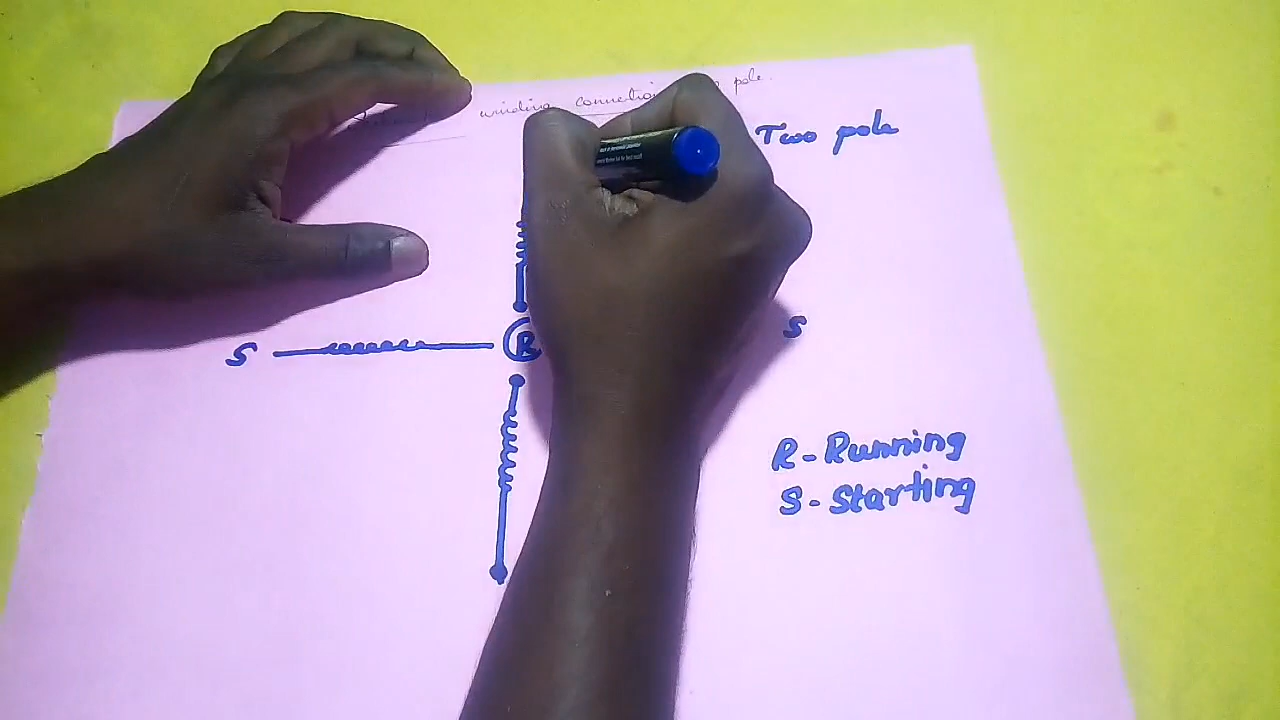 winding connection pole.
Two pole
S
R
S
R - Running
S - Starting